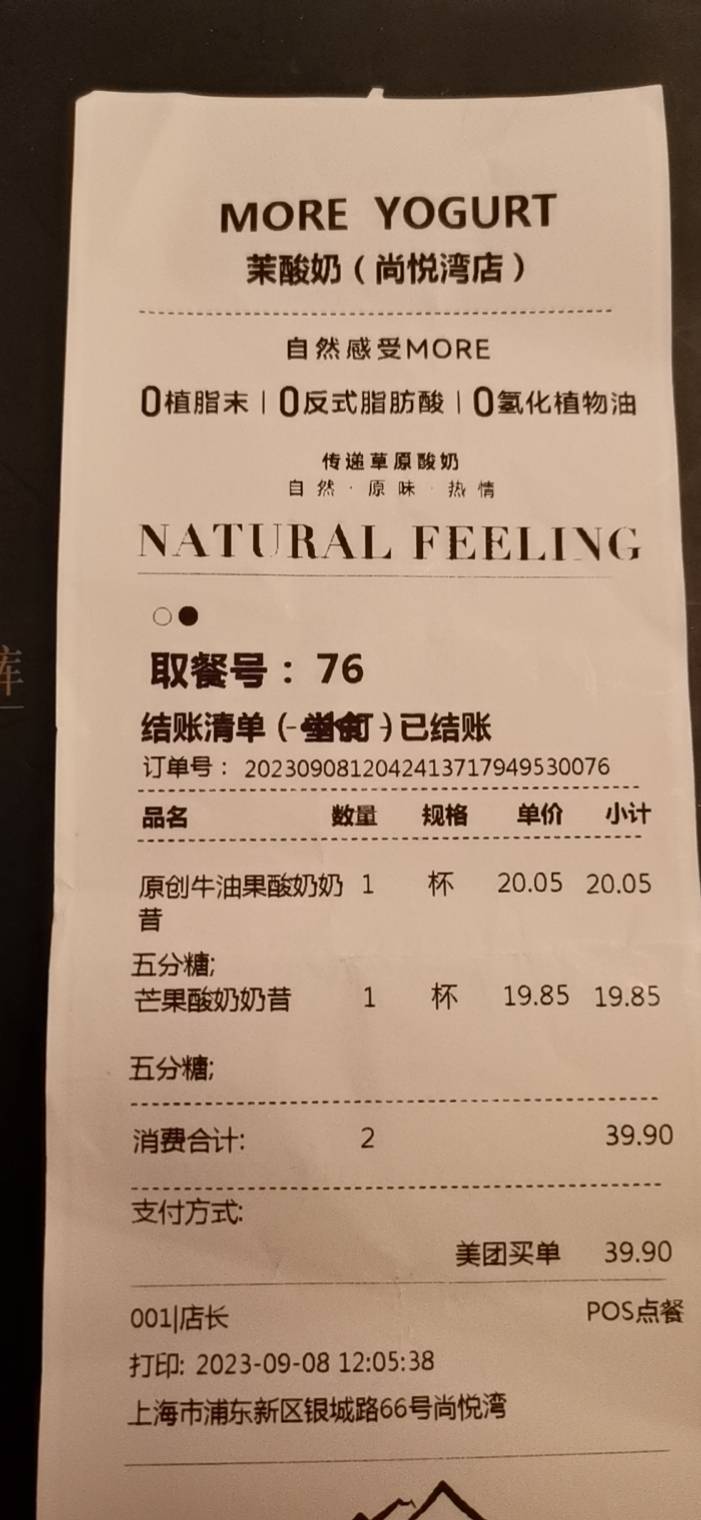 MORE YOGURT
茉酸奶（尚悦湾店）
自然感受MORE
0植脂末|0反式脂肪酸|0氢化植物油
传递草原酸奶
自然·原味·热情
NATURAL FEELING
取餐号：76
结账清单(- -)已结账
订单号：20230908120424137179495​30076
品名 数量 规格 单价 小计
原创牛油果酸奶奶 1 杯 20.05 20.05
昔
五分糖;
芒果酸奶奶昔 1 杯 19.85 19.85
五分糖;
消费合计: 2 39.90
支付方式:
美团买单 39.90
001|店长 POS点餐
打印: 2023-09-08 12:05:38
上海市浦东新区银城路66号尚悦湾
库